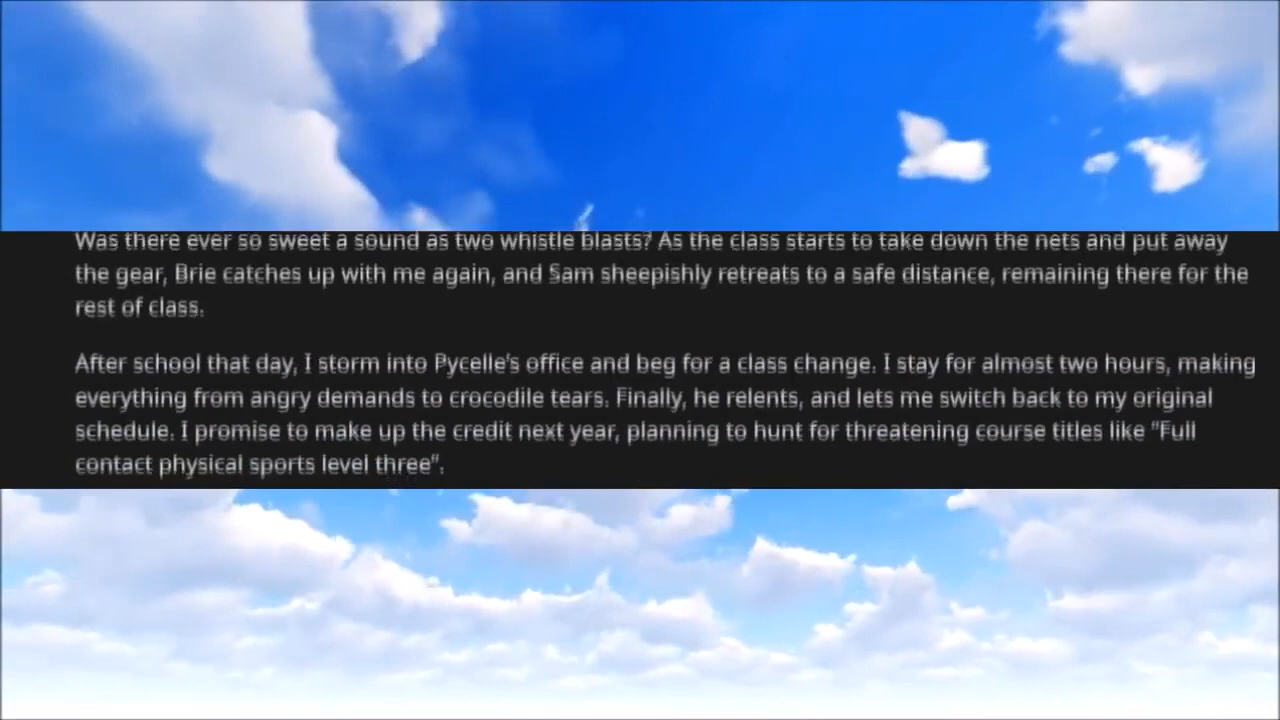 Was there ever so sweet a sound as two whistle blasts? As the class starts to take down the nets and put away
the gear, Brie catches up with me again, and Sam sheepishly retreats to a safe distance, remaining there for the
rest of class.
After school that day, I storm into Pycelle's office and beg for a class change. I stay for almost two hours, making
everything from angry demands to crocodile tears. Finally, he relents, and lets me switch back to my original
schedule. I promise to make up the credit next year, planning to hunt for threatening course titles like "Full
contact physical sports level three".